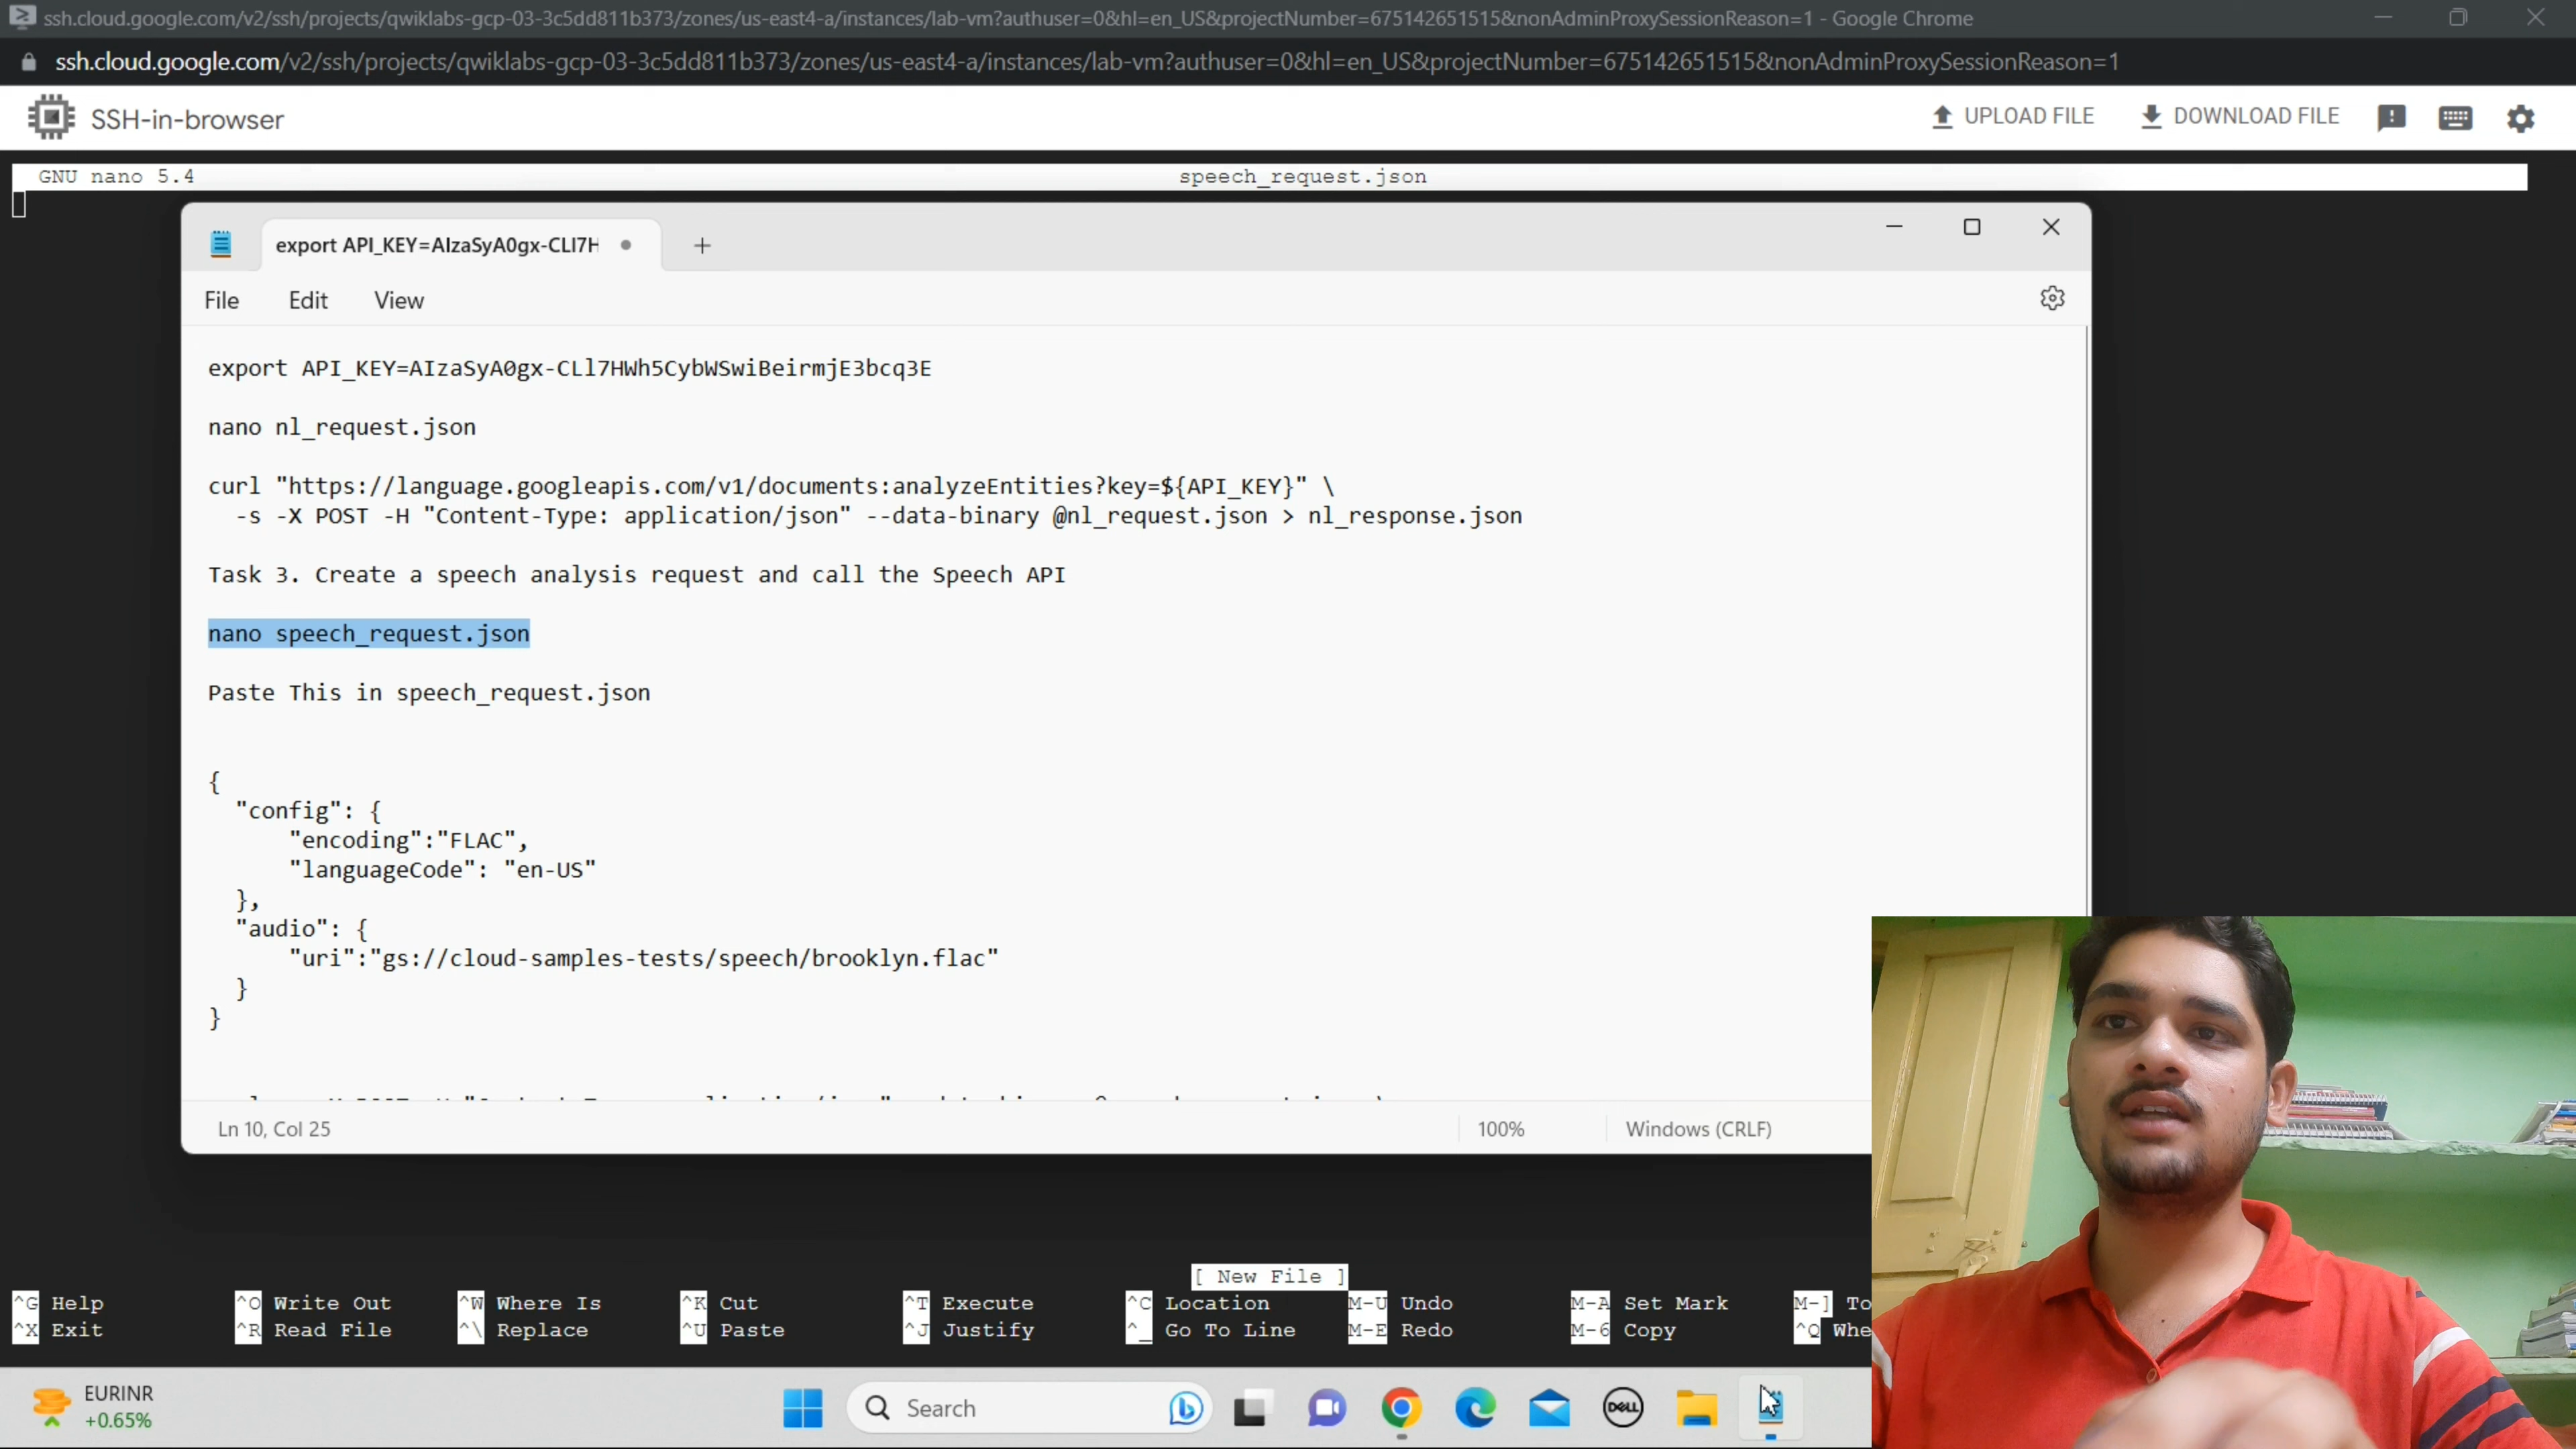 ssh.cloud.google.com/v2/ssh/projects/qwiklabs-gcp-03-3c5dd811b373/zones/us-east4-a/instances/lab-vm?authuser=0&hl=en_US&projectNumber=675142651515&nonAdminProxySessionReason=1 - Google Chrome
ssh.cloud.google.com/v2/ssh/projects/qwiklabs-gcp-03-3c5dd811b373/zones/us-east4-a/instances/lab-vm?authuser=0&hl=en_US&projectNumber=675142651515&nonAdminProxySessionReason=1
SSH-in-browser
UPLOAD FILE
DOWNLOAD FILE
GNU nano 5.4 speech_request.json
export API_KEY=AIzaSyA0gx-CLl7H
File Edit View
export API_KEY=AIzaSyA0gx-CLl7HWh5CybWSwiBeirmjE3bcq3E
nano nl_request.json
curl "https://language.googleapis.com/v1/documents:analyzeEntities?key=${API_KEY}" \
-s -X POST -H "Content-Type: application/json" --data-binary @nl_request.json > nl_response.json
Task 3. Create a speech analysis request and call the Speech API
nano speech_request.json
Paste This in speech_request.json
{
"config": {
"encoding":"FLAC",
"languageCode": "en-US"
},
"audio": {
"uri":"gs://cloud-samples-tests/speech/brooklyn.flac"
}
}
Ln 10, Col 25
100%
Windows (CRLF)
[ New File ]
^G Help ^O Write Out ^W Where Is ^K Cut ^T Execute ^C Location M-U Undo M-A Set Mark M-] To
^X Exit ^R Read File ^\ Replace ^U Paste ^J Justify ^_ Go To Line M-E Redo M-6 Copy ^Q Whe
EURINR
+0.65%
Search
DELL